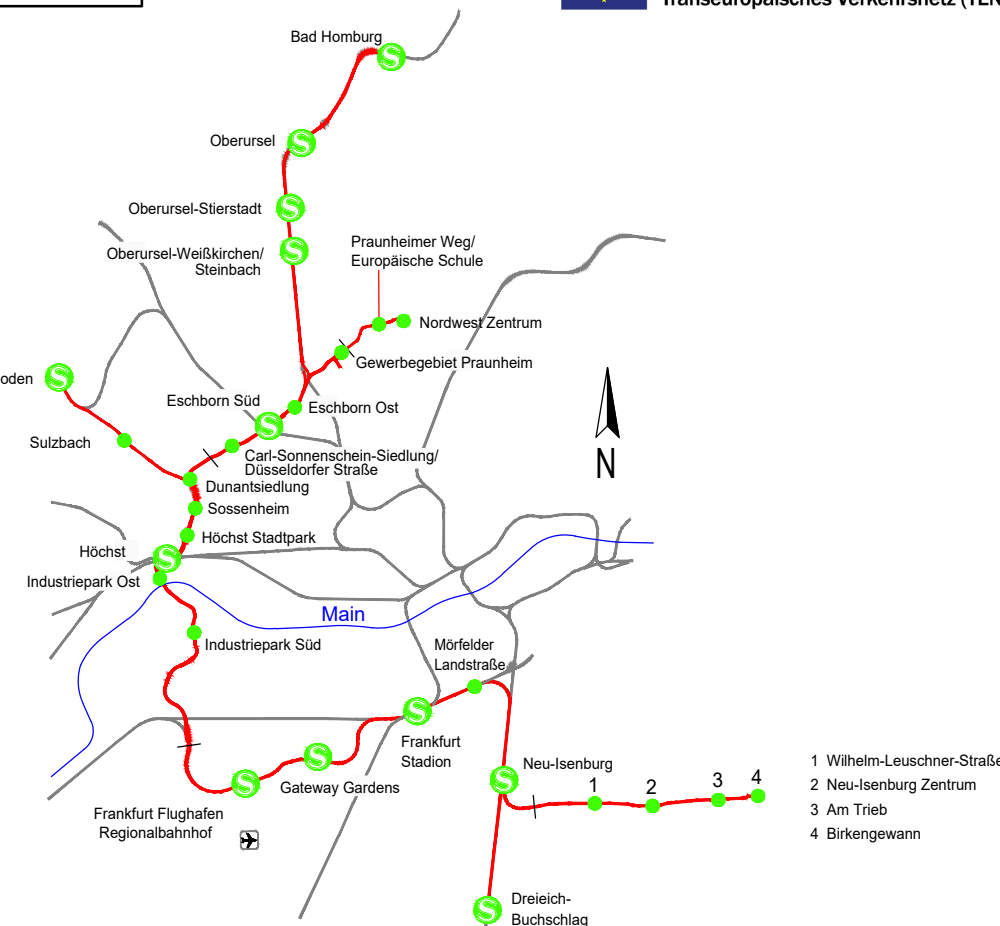 Transeuropäisches Verkehrsnetz (TEN
Bad Homburg
Oberursel
Oberursel-Stierstadt
Oberursel-Weißkirchen/
Steinbach
Praunheimer Weg/
Europäische Schule
Nordwest Zentrum
Gewerbegebiet Praunheim
oden
Eschborn Süd
Eschborn Ost
Sulzbach
Carl-Sonnenschein-Siedlung/
Düsseldorfer Straße
Dunantsiedlung
Sossenheim
Höchst Stadtpark
Höchst
Industriepark Ost
N
Main
Industriepark Süd
Mörfelder
Landstraße
Frankfurt
Stadion
Gateway Gardens
Frankfurt Flughafen
Regionalbahnhof
Neu-Isenburg
1 2 3 4
1 Wilhelm-Leuschner-Straße
2 Neu-Isenburg Zentrum
3 Am Trieb
4 Birkengewann
Dreieich-
Buchschlag
S
S
S
S
S
S
S
S
S
S
S
S